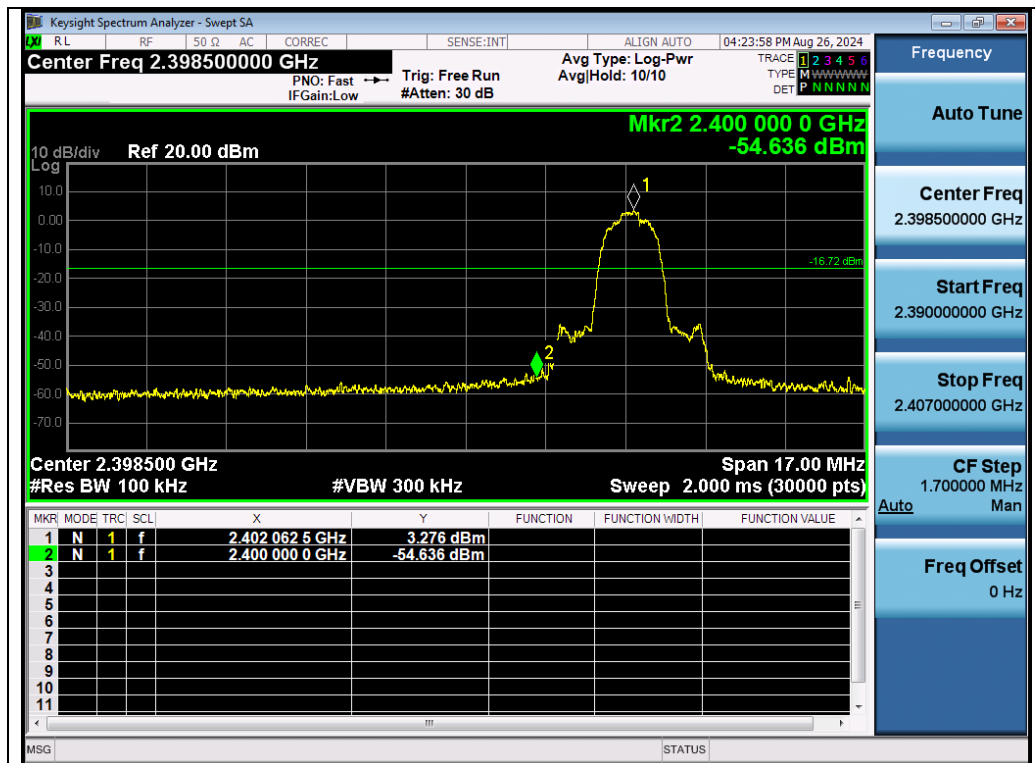 Keysight Spectrum Analyzer - Swept SA
LXI RL RF 50 Ω AC CORREC SENSE:INT ALIGN AUTO 04:23:58 PM Aug 26, 2024
Center Freq 2.398500000 GHz
PNO: Fast
IFGain:Low
Trig: Free Run
#Atten: 30 dB
Avg Type: Log-Pwr
Avg|Hold: 10/10
TRACE 1 2 3 4 5 6
TYPE M WWWWW
DET P N N N N N
Mkr2 2.400 000 0 GHz
-54.636 dBm
10 dB/div Ref 20.00 dBm
Log
10.0
0.00
-10.0
-20.0
-30.0
-40.0
-50.0
-60.0
-70.0
1
-16.72 dBm
2
Center 2.398500 GHz Span 17.00 MHz
#Res BW 100 kHz #VBW 300 kHz Sweep 2.000 ms (30000 pts)
MKR MODE TRC SCL X Y FUNCTION FUNCTION WIDTH FUNCTION VALUE
1 N 1 f 2.402 062 5 GHz 3.276 dBm
2 N 1 f 2.400 000 0 GHz -54.636 dBm
3
4
5
6
7
8
9
10
11
MSG STATUS
Frequency
Auto Tune
Center Freq
2.398500000 GHz
Start Freq
2.390000000 GHz
Stop Freq
2.407000000 GHz
CF Step
1.700000 MHz
Auto Man
Freq Offset
0 Hz